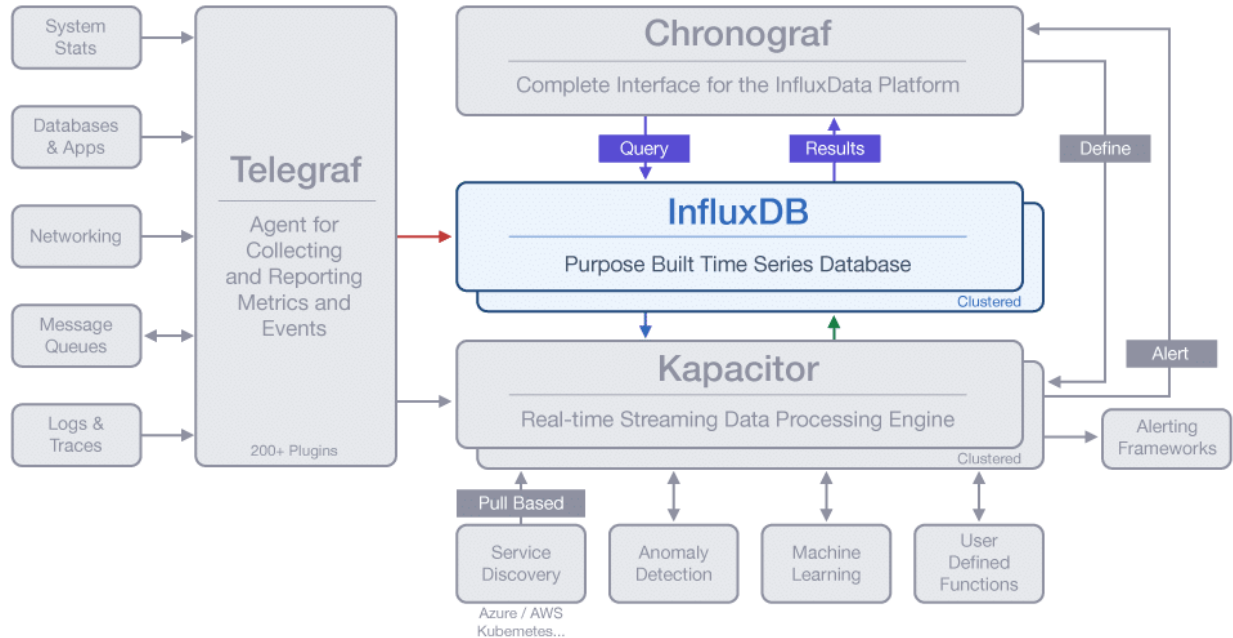 System
Stats
Databases
& Apps
Networking
Message
Queues
Logs &
Traces
Telegraf
Agent for
Collecting
and Reporting
Metrics and
Events
200+ Plugins
Chronograf
Complete Interface for the InfluxData Platform
Query
Results
Define
InfluxDB
Purpose Built Time Series Database
Clustered
Kapacitor
Real-time Streaming Data Processing Engine
Clustered
Alert
Alerting
Frameworks
Pull Based
Service
Discovery
Azure / AWS
Kubernetes...
Anomaly
Detection
Machine
Learning
User
Defined
Functions